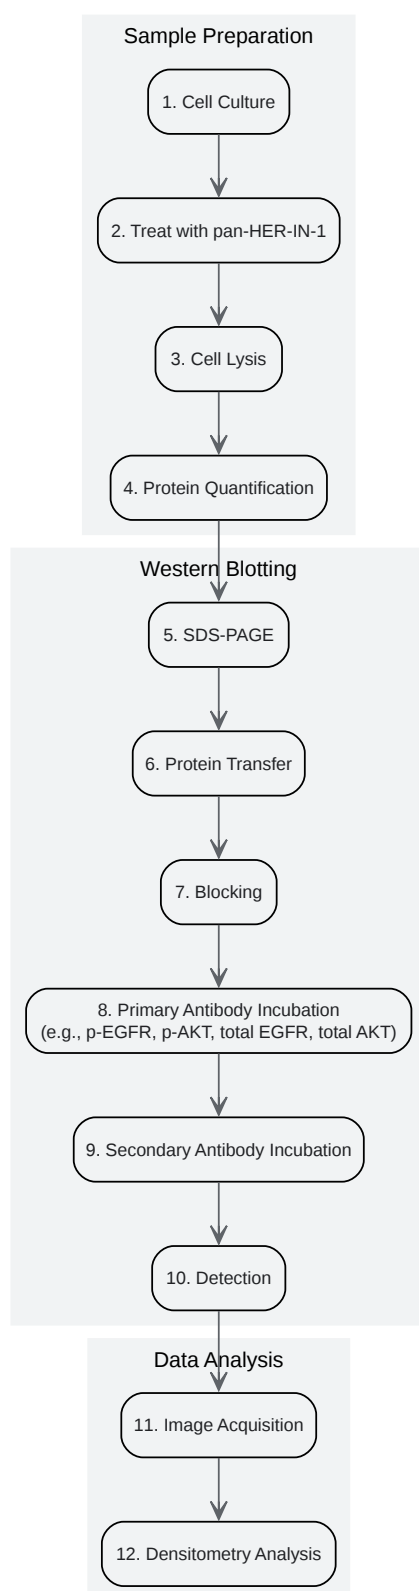 Sample Preparation
1. Cell Culture
2. Treat with pan-HER-IN-1
3. Cell Lysis
4. Protein Quantification
Western Blotting
5. SDS-PAGE
6. Protein Transfer
7. Blocking
8. Primary Antibody Incubation
(e.g., p-EGFR, p-AKT, total EGFR, total AKT)
9. Secondary Antibody Incubation
10. Detection
Data Analysis
11. Image Acquisition
12. Densitometry Analysis